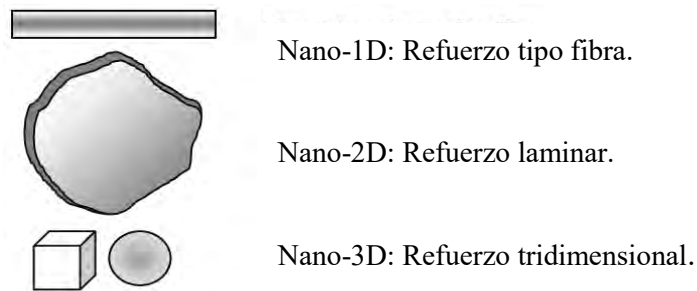 Nano-1D: Refuerzo tipo fibra.
Nano-2D: Refuerzo laminar.
Nano-3D: Refuerzo tridimensional.